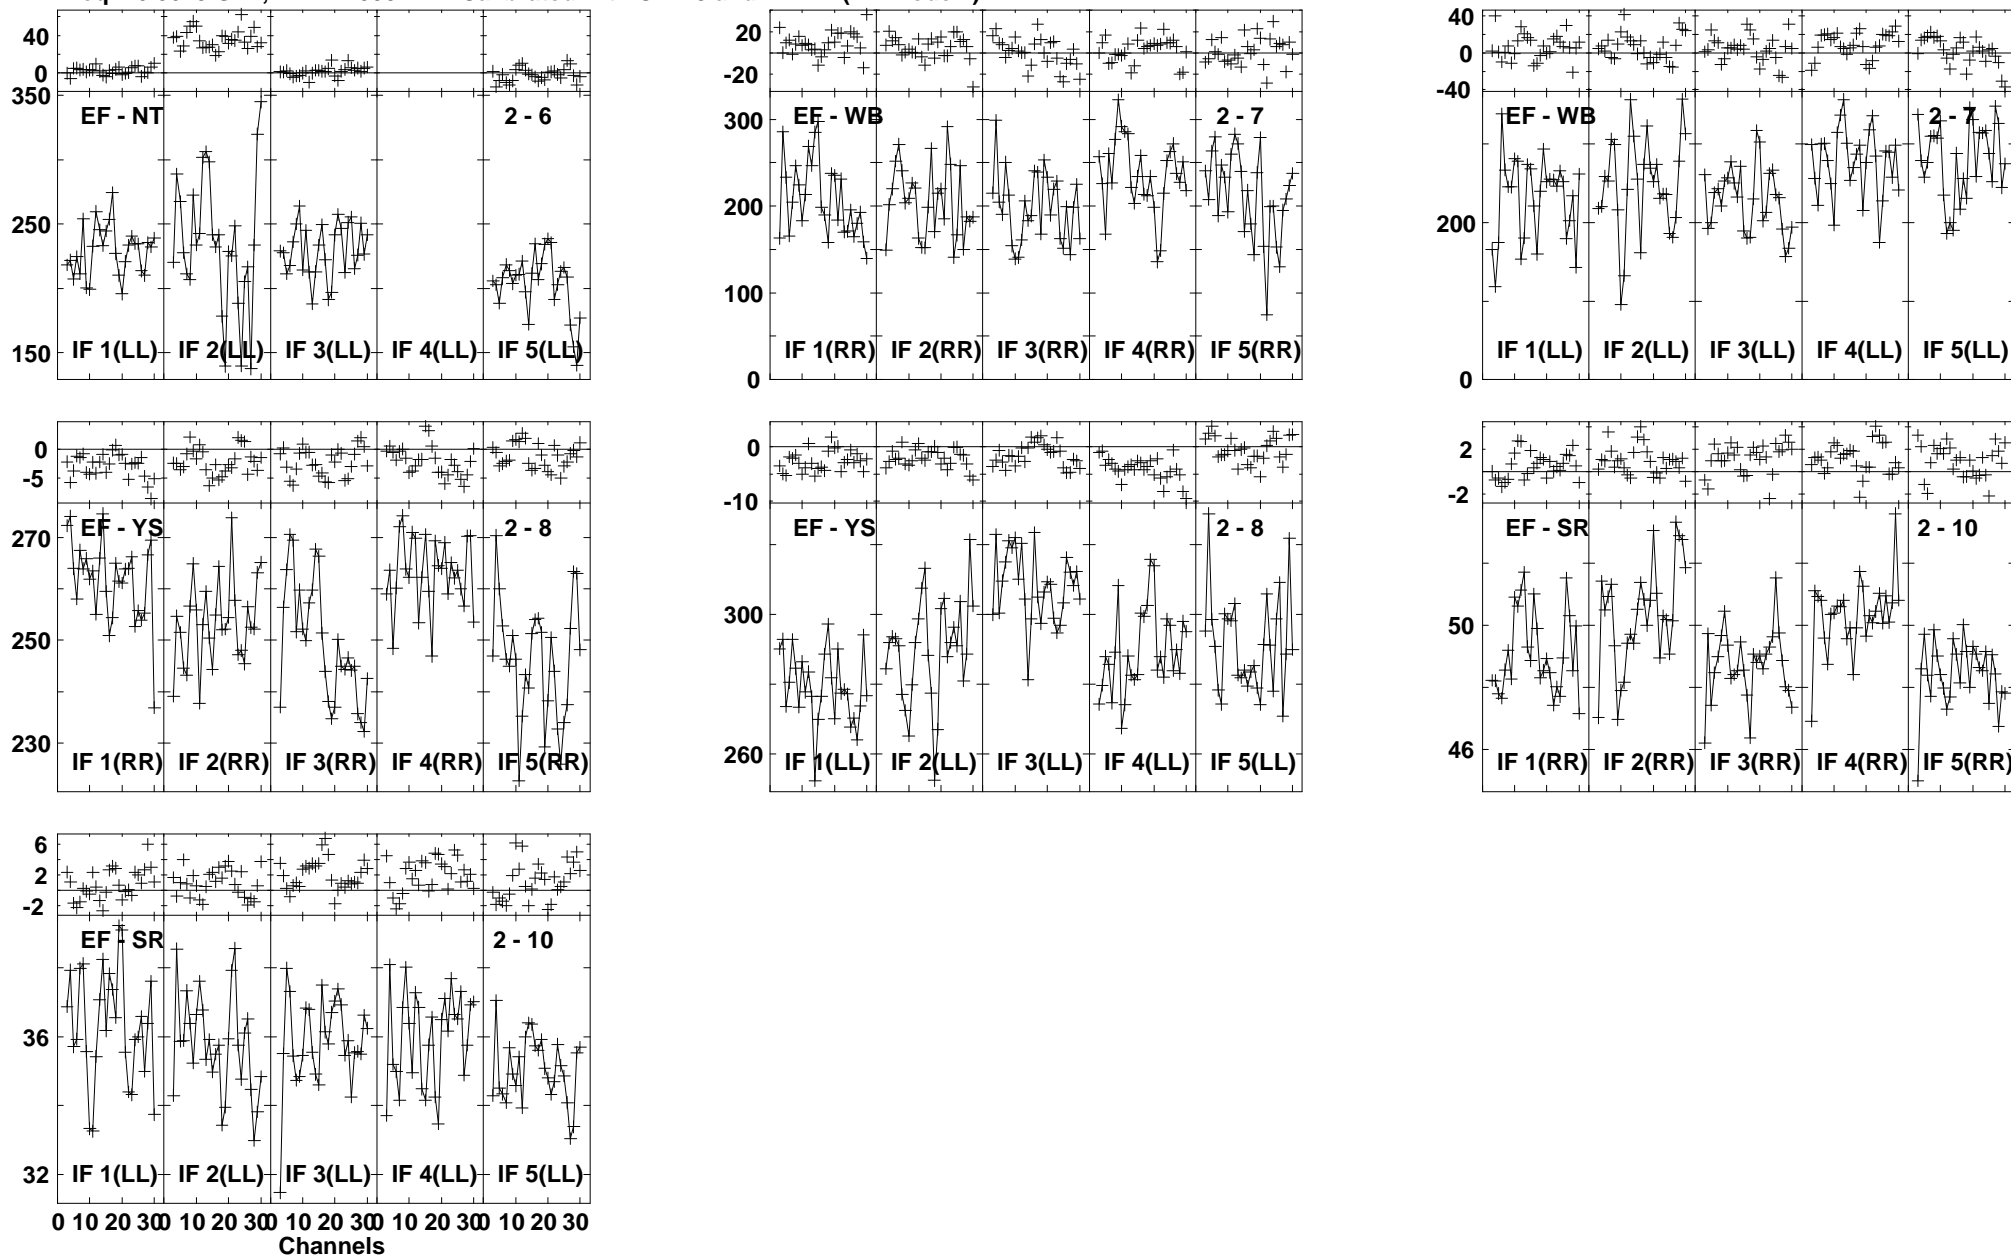 40
0
350
250
150
EF - NT
2 - 6
IF 1(LL) IF 2(LL) IF 3(LL) IF 4(LL) IF 5(LL)
20
-20
300
200
100
0
EF - WB
2 - 7
IF 1(RR) IF 2(RR) IF 3(RR) IF 4(RR) IF 5(RR)
40
0
-40
200
0
EF - WB
2 - 7
IF 1(LL) IF 2(LL) IF 3(LL) IF 4(LL) IF 5(LL)
0
-5
270
250
230
EF - YS
2 - 8
IF 1(RR) IF 2(RR) IF 3(RR) IF 4(RR) IF 5(RR)
0
-10
300
260
EF - YS
2 - 8
IF 1(LL) IF 2(LL) IF 3(LL) IF 4(LL) IF 5(LL)
2
-2
50
46
EF - SR
2 - 10
IF 1(RR) IF 2(RR) IF 3(RR) IF 4(RR) IF 5(RR)
6
2
-2
36
32
EF - SR
2 - 10
IF 1(LL) IF 2(LL) IF 3(LL) IF 4(LL) IF 5(LL)
0 10 20 30 0 10 20 30 0 10 20 30 0 10 20 30
Channels